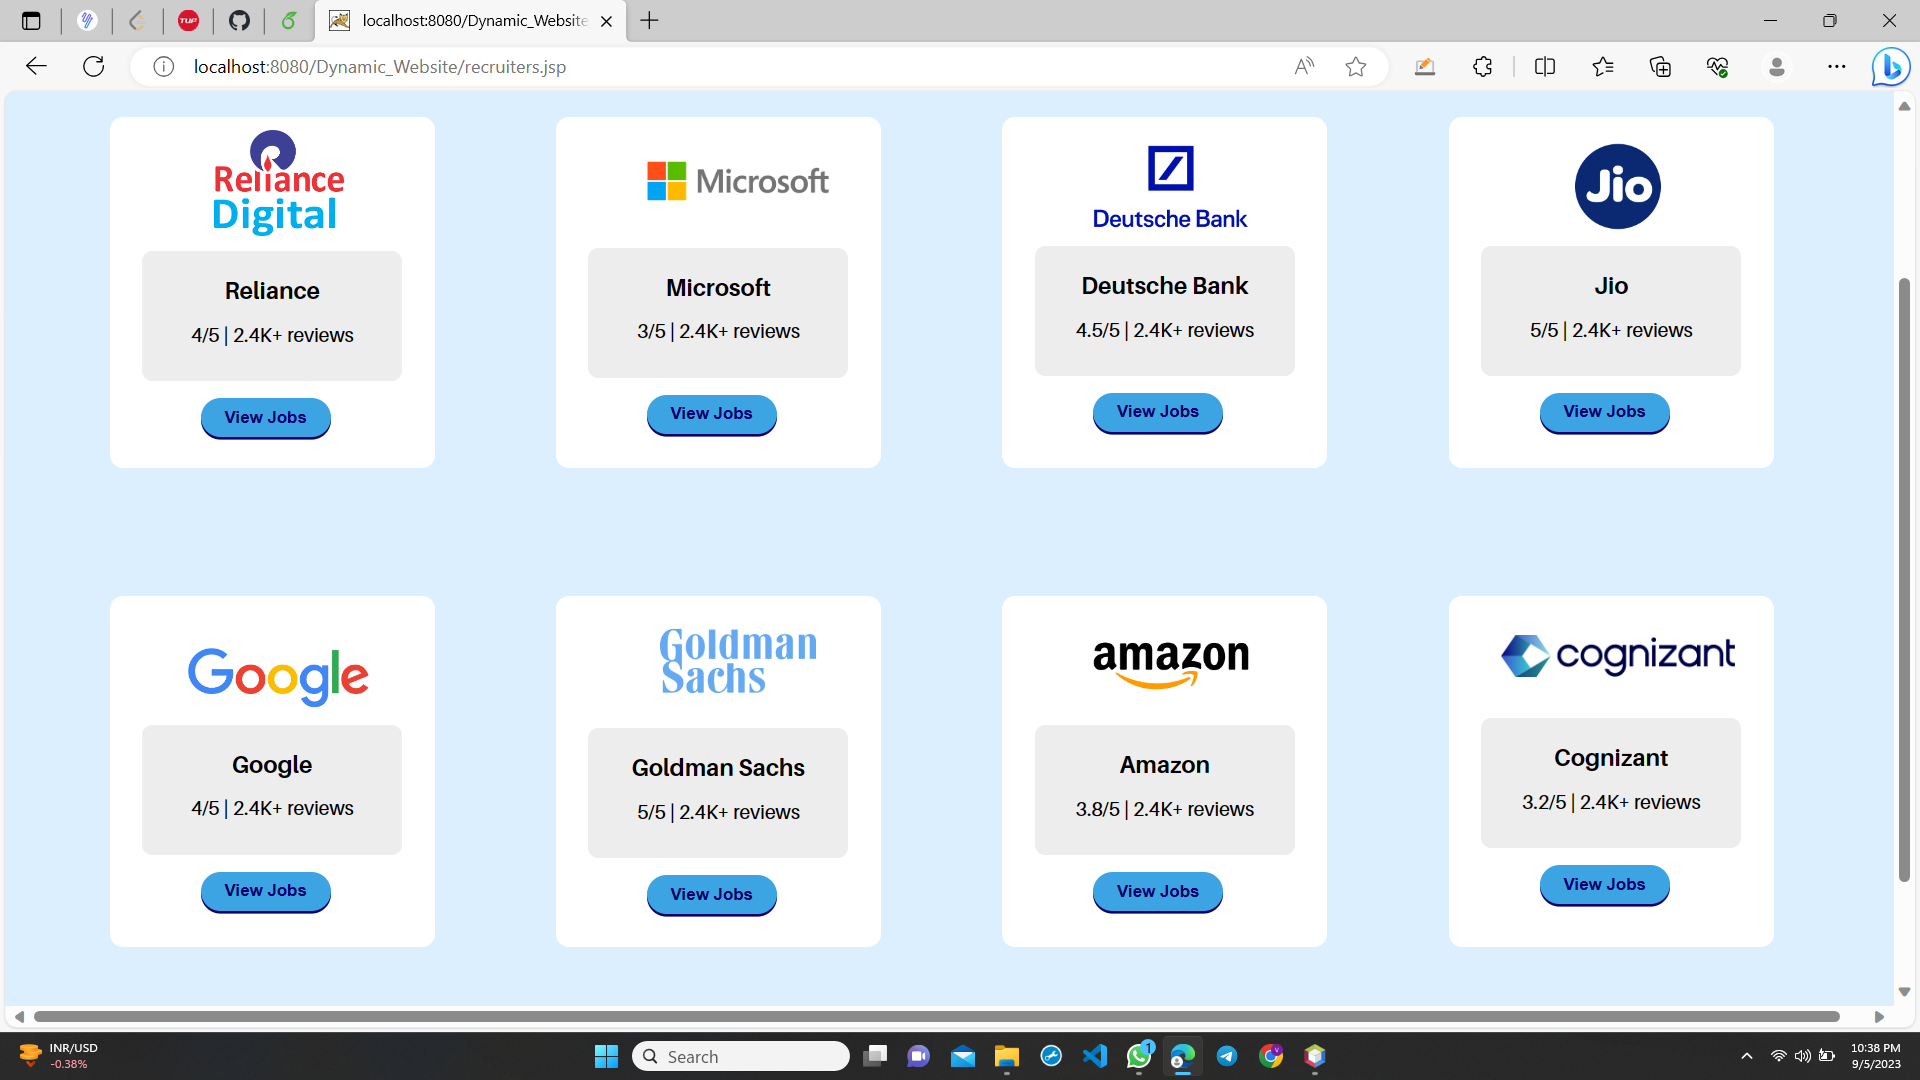 TUF
localhost:8080/Dynamic_Website
localhost:8080/Dynamic_Website/recruiters.jsp
Reliance
Digital
Microsoft
Deutsche Bank
Jio
Reliance
4/5 | 2.4K+ reviews
View Jobs
Microsoft
3/5 | 2.4K+ reviews
View Jobs
Deutsche Bank
4.5/5 | 2.4K+ reviews
View Jobs
Jio
5/5 | 2.4K+ reviews
View Jobs
Google
Goldman
Sachs
amazon
cognizant
Google
4/5 | 2.4K+ reviews
View Jobs
Goldman Sachs
5/5 | 2.4K+ reviews
View Jobs
Amazon
3.8/5 | 2.4K+ reviews
View Jobs
Cognizant
3.2/5 | 2.4K+ reviews
View Jobs
INR/USD
-0.38%
Search
1
V
10:38 PM
9/5/2023